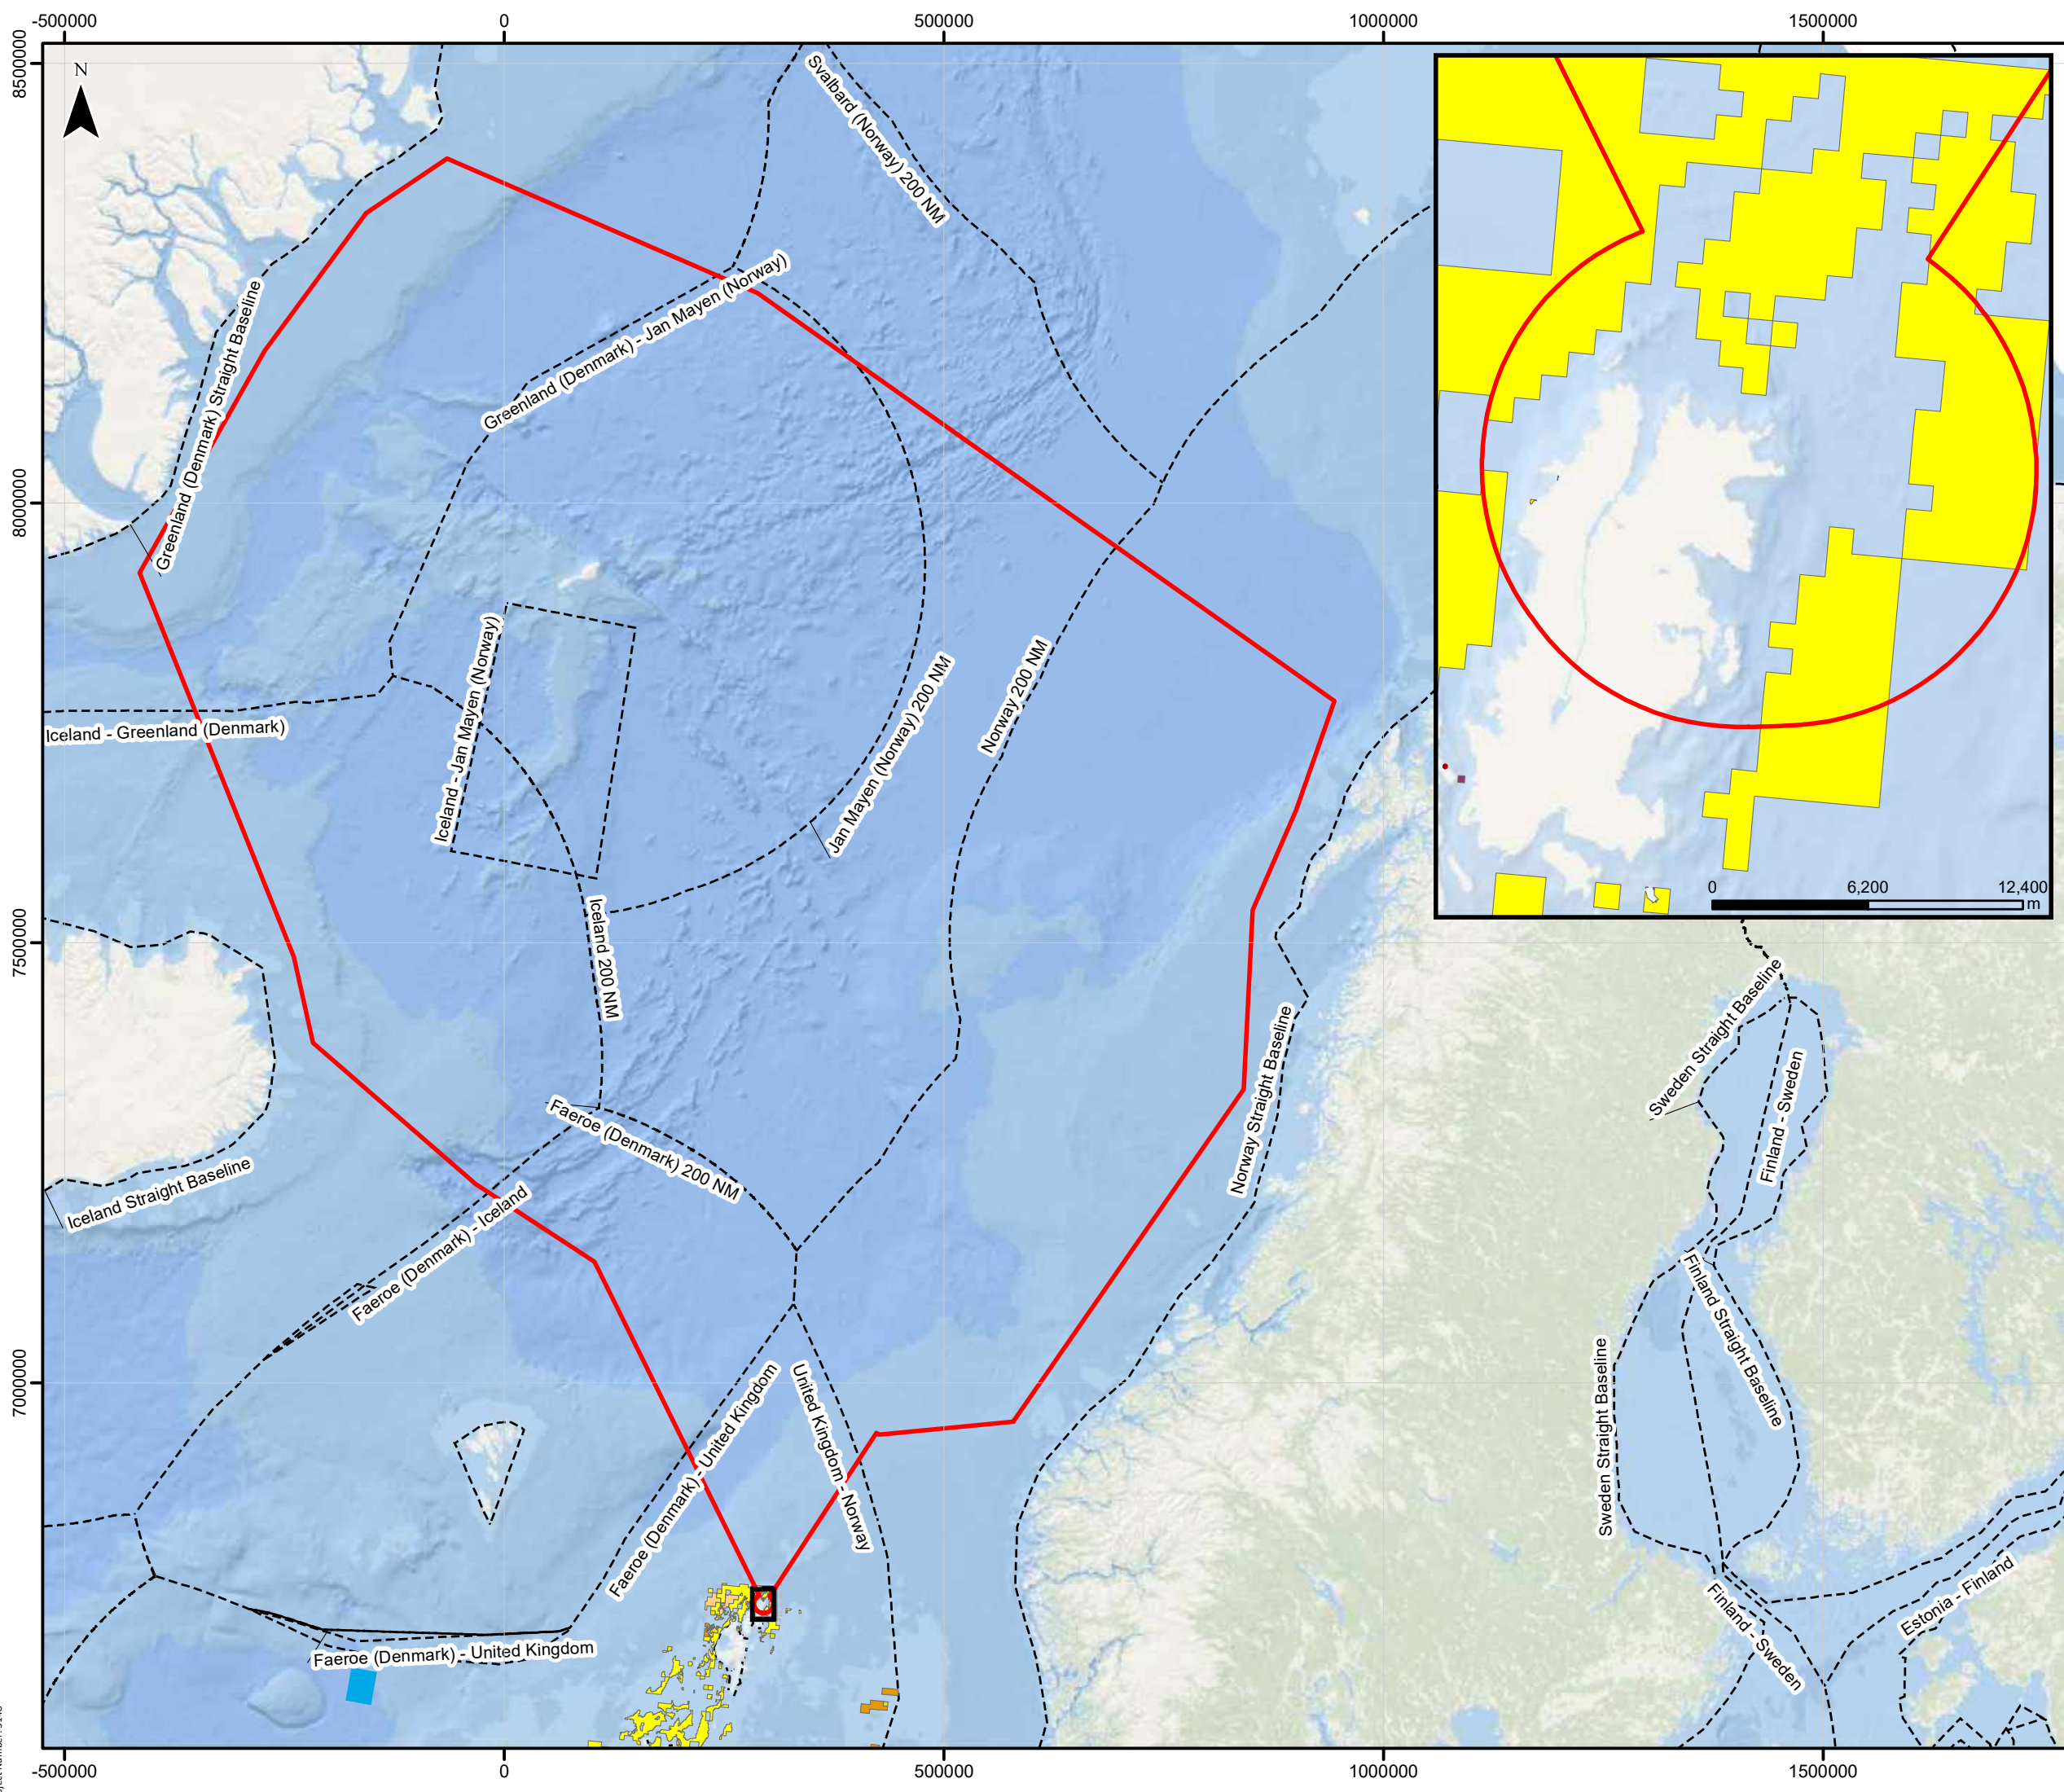 -500000
0
500000
1000000
1500000
8500000
8000000
7500000
7000000
N
Svalbard (Norway) 200 NM
Greenland (Denmark) - Jan Mayen (Norway)
Greenland (Denmark) Straight Baseline
Iceland - Jan Mayen (Norway)
Iceland - Greenland (Denmark)
Jan Mayen (Norway) 200 NM
Norway 200 NM
Iceland 200 NM
0
6,200
12,400
m
Norway Straight Baseline
Sweden Straight Baseline
Finland - Sweden
Faeroe (Denmark) 200 NM
Iceland Straight Baseline
Faeroe (Denmark) - Iceland
Finland Straight Baseline
Sweden Straight Baseline
Faeroe (Denmark) - United Kingdom
United Kingdom - Norway
Estonia - Finland
Finland - Sweden
Faeroe (Denmark) - United Kingdom
-500000
0
500000
1000000
1500000